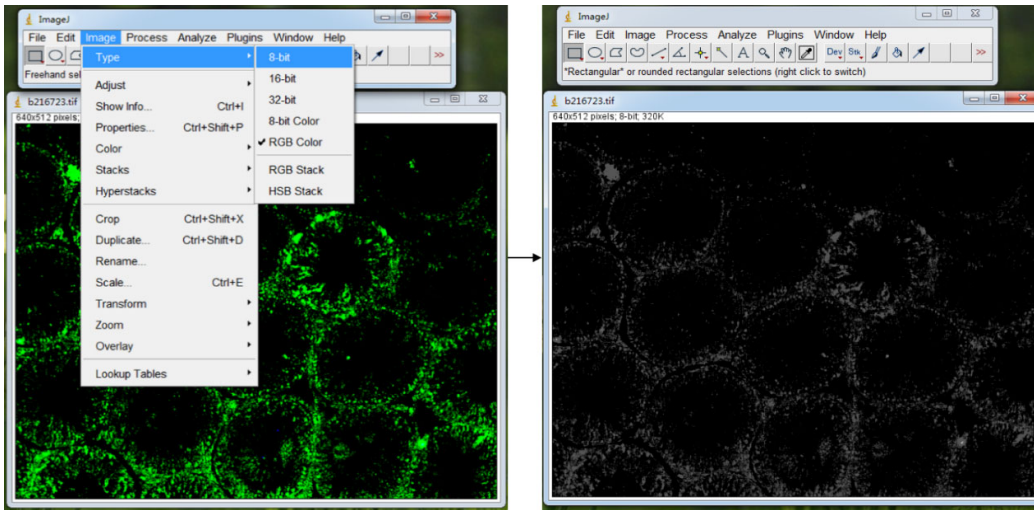 ImageJ
File Edit Image Process Analyze Plugins Window Help
>>
Freehand sel
Type
Adjust
Show Info... Ctrl+I
Properties... Ctrl+Shift+P
Color
Stacks
Hyperstacks
Crop Ctrl+Shift+X
Duplicate... Ctrl+Shift+D
Rename...
Scale... Ctrl+E
Transform
Zoom
Overlay
Lookup Tables
8-bit
16-bit
32-bit
8-bit Color
RGB Color
RGB Stack
HSB Stack
b216723.tif
640x512 pixels;
ImageJ
File Edit Image Process Analyze Plugins Window Help
A Dev Stk >>
*Rectangular* or rounded rectangular selections (right click to switch)
b216723.tif
640x512 pixels; 8-bit; 320K